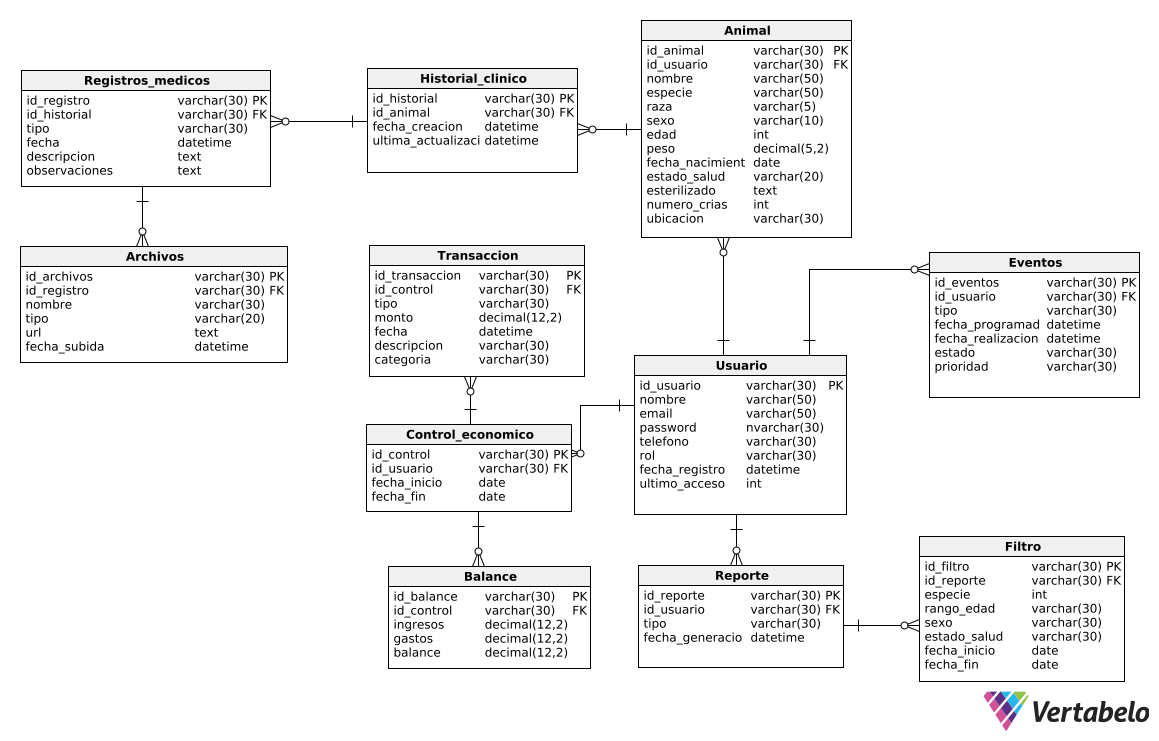 Animal
id_animal varchar(30) PK
id_usuario varchar(30) FK
nombre varchar(50)
especie varchar(50)
raza varchar(5)
sexo varchar(10)
edad int
peso decimal(5,2)
fecha_nacimient date
estado_salud varchar(20)
esterilizado text
numero_crias int
ubicacion varchar(30)
Historial_clinico
id_historial varchar(30) PK
id_animal varchar(30) FK
fecha_creacion datetime
ultima_actualizaci datetime
Registros_medicos
id_registro varchar(30) PK
id_historial varchar(30) FK
tipo varchar(30)
fecha datetime
descripcion text
observaciones text
Archivos
id_archivos varchar(30) PK
id_registro varchar(30) FK
nombre varchar(30)
tipo varchar(20)
url text
fecha_subida datetime
Transaccion
id_transaccion varchar(30) PK
id_control varchar(30) FK
tipo varchar(30)
monto decimal(12,2)
fecha datetime
descripcion varchar(30)
categoria varchar(30)
Eventos
id_eventos varchar(30) PK
id_usuario varchar(30) FK
tipo varchar(30)
fecha_programad datetime
fecha_realizacion datetime
estado varchar(30)
prioridad varchar(30)
Usuario
id_usuario varchar(30) PK
nombre varchar(50)
email varchar(50)
password nvarchar(30)
telefono varchar(30)
rol varchar(30)
fecha_registro datetime
ultimo_acceso int
Control_economico
id_control varchar(30) PK
id_usuario varchar(30) FK
fecha_inicio date
fecha_fin date
Balance
id_balance varchar(30) PK
id_control varchar(30) FK
ingresos decimal(12,2)
gastos decimal(12,2)
balance decimal(12,2)
Reporte
id_reporte varchar(30) PK
id_usuario varchar(30) FK
tipo varchar(30)
fecha_generacio datetime
Filtro
id_filtro varchar(30) PK
id_reporte varchar(30) FK
especie int
rango_edad varchar(30)
sexo varchar(30)
estado_salud varchar(30)
fecha_inicio date
fecha_fin date
Vertabelo